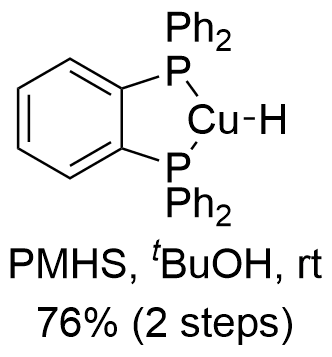 Ph₂
P
Cu-H
P
Ph₂
PMHS, ᵗBuOH, rt
76% (2 steps)